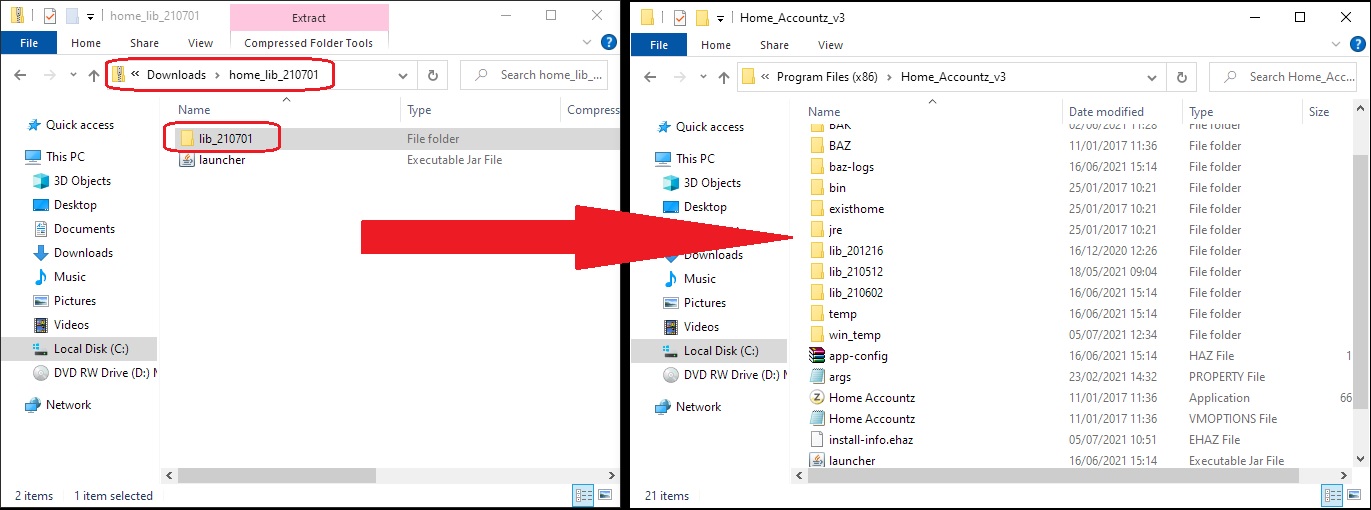 home_lib_210701
Extract
File
Home
Share
View
Compressed Folder Tools
« Downloads > home_lib_210701
Search home_lib_...
Name
Type
Compress
Quick access
This PC
3D Objects
Desktop
Documents
Downloads
Music
Pictures
Videos
Local Disk (C:)
DVD RW Drive (D:) M
Network
lib_210701 File folder
launcher Executable Jar File
2 items 1 item selected
Home_Accountz_v3
File
Home
Share
View
« Program Files (x86) > Home_Accountz_v3
Search Home_Acc...
Name Date modified Type Size
Quick access
This PC
3D Objects
Desktop
Downloads
Music
Pictures
Videos
Local Disk (C:)
DVD RW Drive (D:) M
Network
BAK 02/06/2021 11:28 File folder
BAZ 11/01/2017 11:36 File folder
baz-logs 16/06/2021 15:14 File folder
bin 25/01/2017 10:21 File folder
existhome 25/01/2017 10:21 File folder
jre 25/01/2017 10:21 File folder
lib_201216 16/12/2020 12:26 File folder
lib_210512 18/05/2021 09:04 File folder
lib_210602 16/06/2021 15:14 File folder
temp 16/06/2021 15:14 File folder
win_temp 05/07/2021 12:34 File folder
app-config 16/06/2021 15:14 HAZ File 1
args 23/02/2021 14:32 PROPERTY File
Home Accountz 11/01/2017 11:36 Application 66
Home Accountz 11/01/2017 11:36 VMOPTIONS File
install-info.ehaz 05/07/2021 10:51 EHAZ File
launcher 16/06/2021 15:14 Executable Jar File
21 items